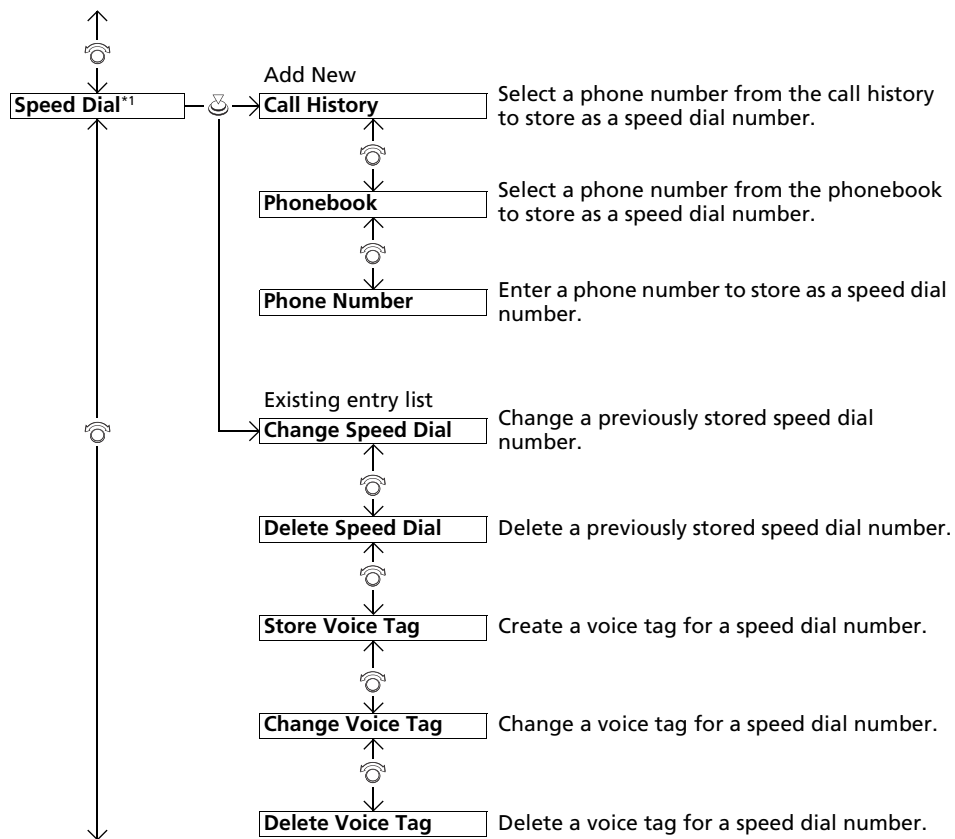 Speed Dial*1
Add New
Call History
Select a phone number from the call history
to store as a speed dial number.
Phonebook
Select a phone number from the phonebook
to store as a speed dial number.
Phone Number
Enter a phone number to store as a speed dial
number.
Existing entry list
Change Speed Dial
Change a previously stored speed dial
number.
Delete Speed Dial
Delete a previously stored speed dial number.
Store Voice Tag
Create a voice tag for a speed dial number.
Change Voice Tag
Change a voice tag for a speed dial number.
Delete Voice Tag
Delete a voice tag for a speed dial number.